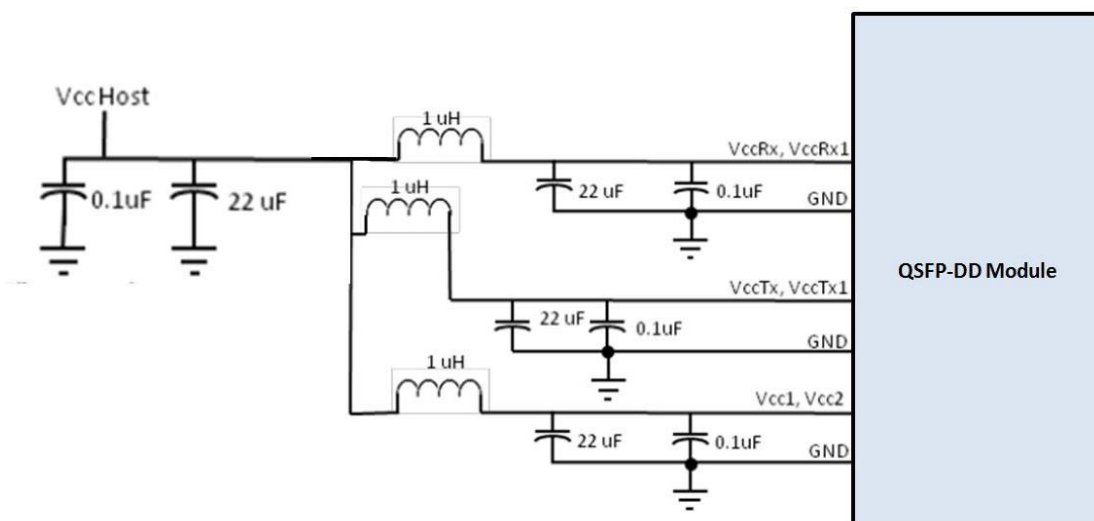 VccHost
0.1uF
22 uF
1 uH
VccRx, VccRx1
22 uF
0.1uF
GND
1 uH
QSFP-DD Module
VccTx, VccTx1
22 uF
0.1uF
GND
1 uH
Vcc1, Vcc2
22 uF
0.1uF
GND